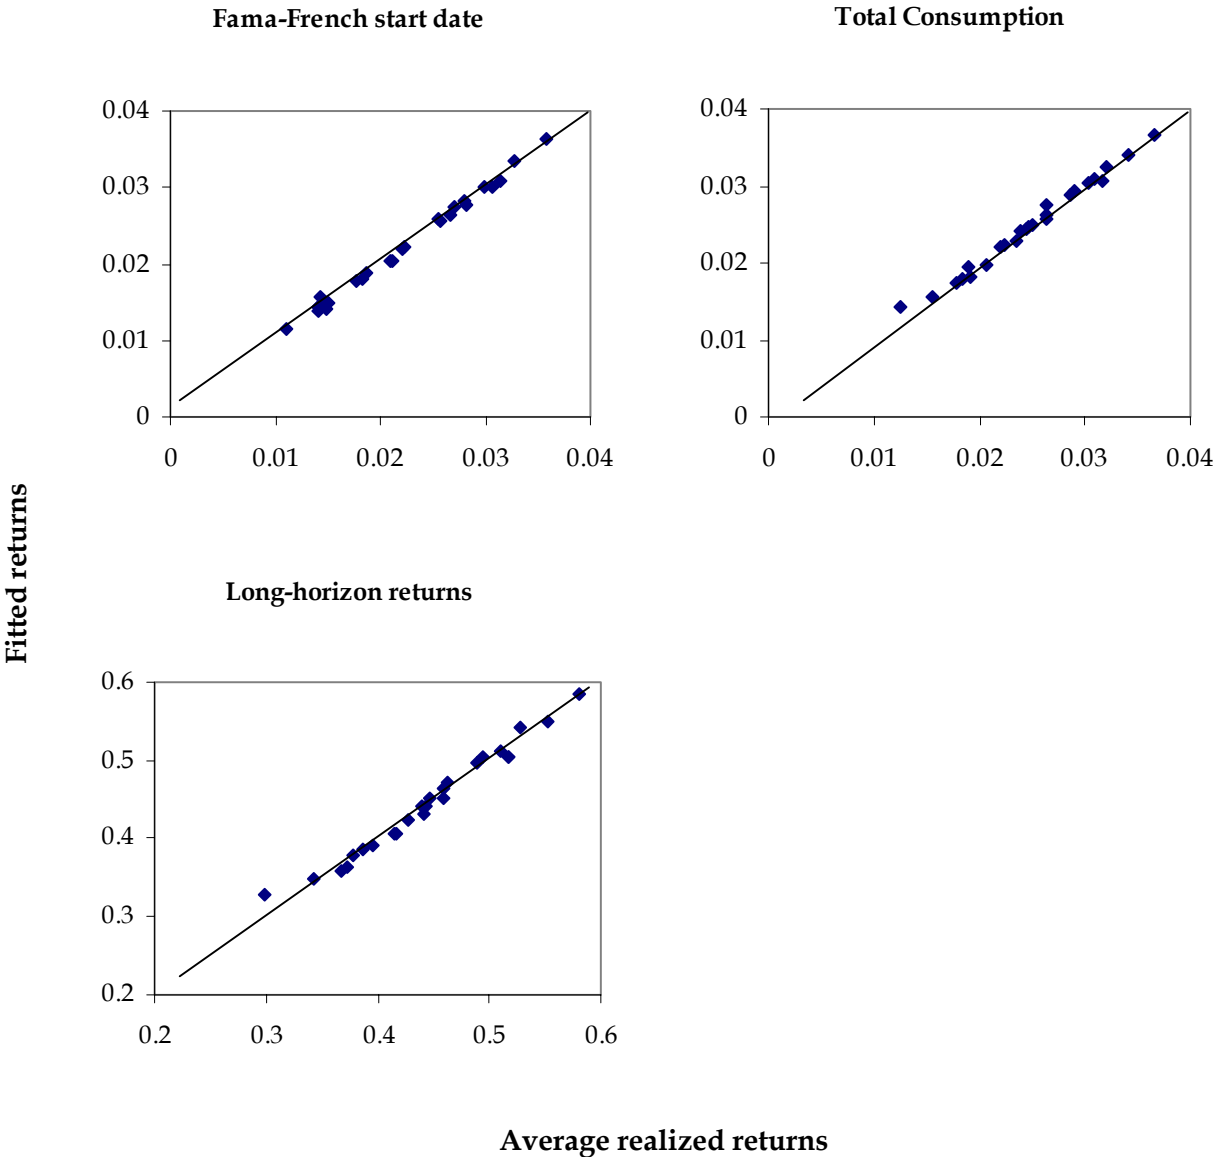 Fama-French start date
0.04
0.03
0.02
0.01
0
0 0.01 0.02 0.03 0.04
Total Consumption
0.04
0.03
0.02
0.01
0
0 0.01 0.02 0.03 0.04
Fitted returns
Long-horizon returns
0.6
0.5
0.4
0.3
0.2
0.2 0.3 0.4 0.5 0.6
Average realized returns